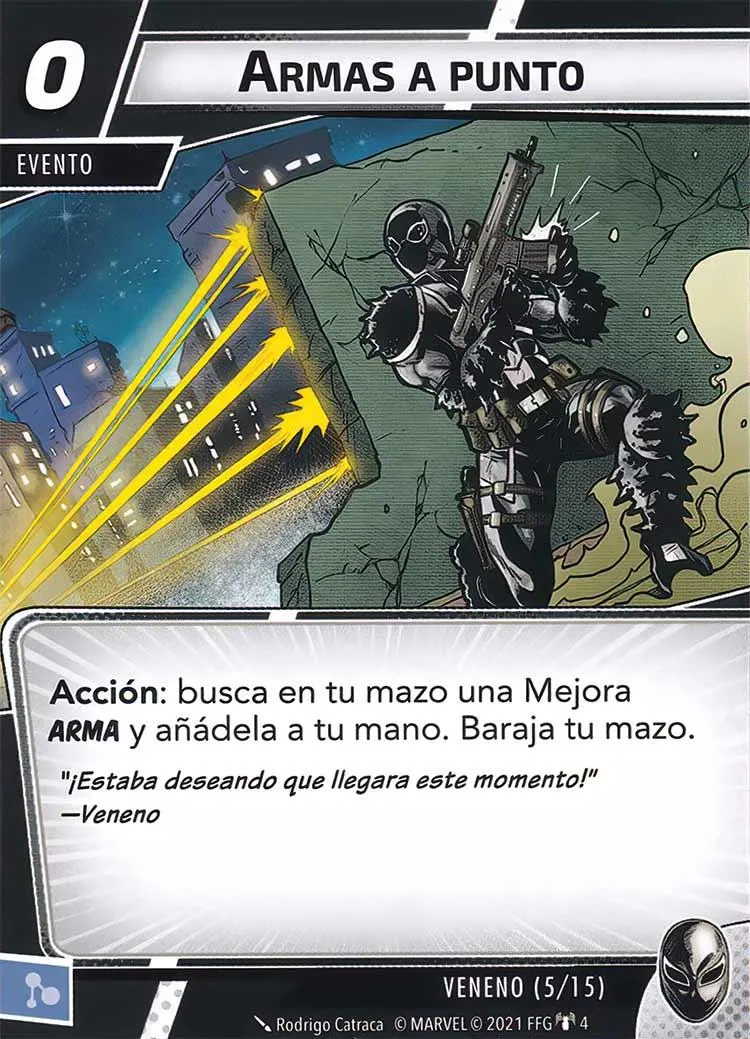 0
ARMAS A PUNTO
EVENTO
Acción: busca en tu mazo una Mejora
ARMA y añádela a tu mano. Baraja tu mazo.
"¡Estaba deseando que llegara este momento!"
—Veneno
VENENO (5/15)
Rodrigo Catraca © MARVEL © 2021 FFG 4